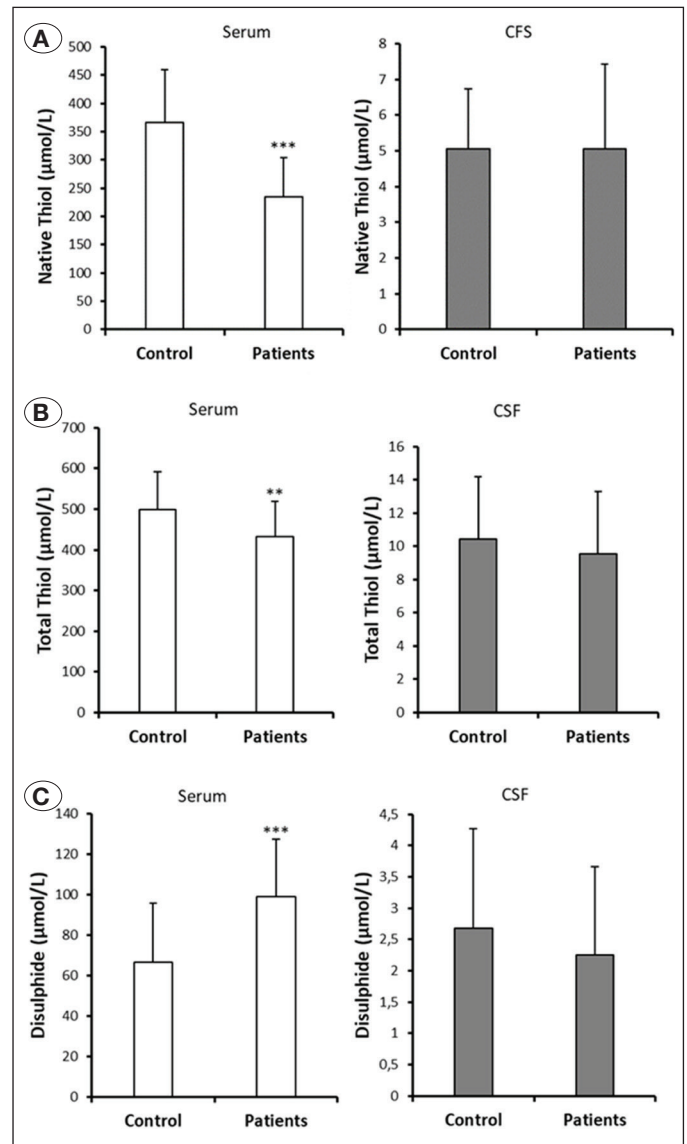 A
Serum
Native Thiol (µmol/L)
500
450
400
350
300
250
200
150
100
50
0
***
Control Patients
CFS
Native Thiol (µmol/L)
8
7
6
5
4
3
2
1
0
Control Patients
B
Serum
Total Thiol (µmol/L)
700
600
500
400
300
200
100
0
**
Control Patients
CSF
Total Thiol (µmol/L)
16
14
12
10
8
6
4
2
0
Control Patients
C
Serum
Disulphide (µmol/L)
140
120
100
80
60
40
20
0
***
Control Patients
CSF
Disulphide (µmol/L)
4,5
4
3,5
3
2,5
2
1,5
1
0,5
0
Control Patients